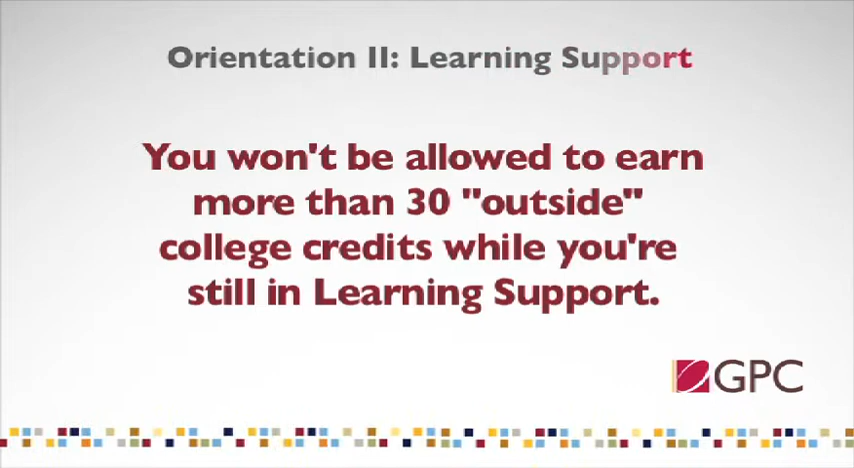 Orientation II: Learning Support
You won't be allowed to earn
more than 30 "outside"
college credits while you're
still in Learning Support.
GPC